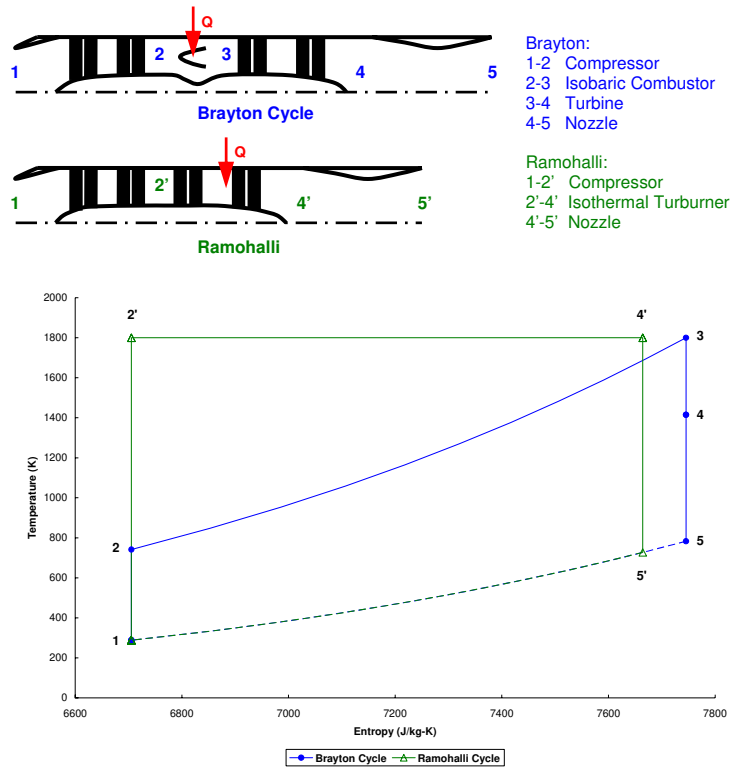 Q
2 3
1 4 5
Brayton Cycle
Brayton:
1-2 Compressor
2-3 Isobaric Combustor
3-4 Turbine
4-5 Nozzle
Q
2’
1 4’ 5’
Ramohalli
Ramohalli:
1-2’ Compressor
2’-4’ Isothermal Turburner
4’-5’ Nozzle
2000
1800
1600
1400
1200
1000
800
600
400
200
0
Temperature (K)
2'
4'
3
4
2
5
5'
1
6600 6800 7000 7200 7400 7600 7800
Entropy (J/kg-K)
Brayton Cycle Ramohalli Cycle